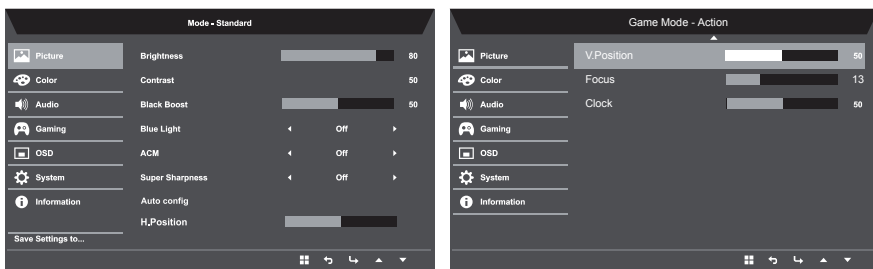 Mode - Standard
Picture Brightness 80
Color Contrast 50
Audio Black Boost 50
Gaming Blue Light Off
OSD ACM Off
System Super Sharpness Off
Information Auto config
H.Position
Save Settings to...
Game Mode - Action
Picture V.Position 50
Color Focus 13
Audio Clock 50
Gaming
OSD
System
Information